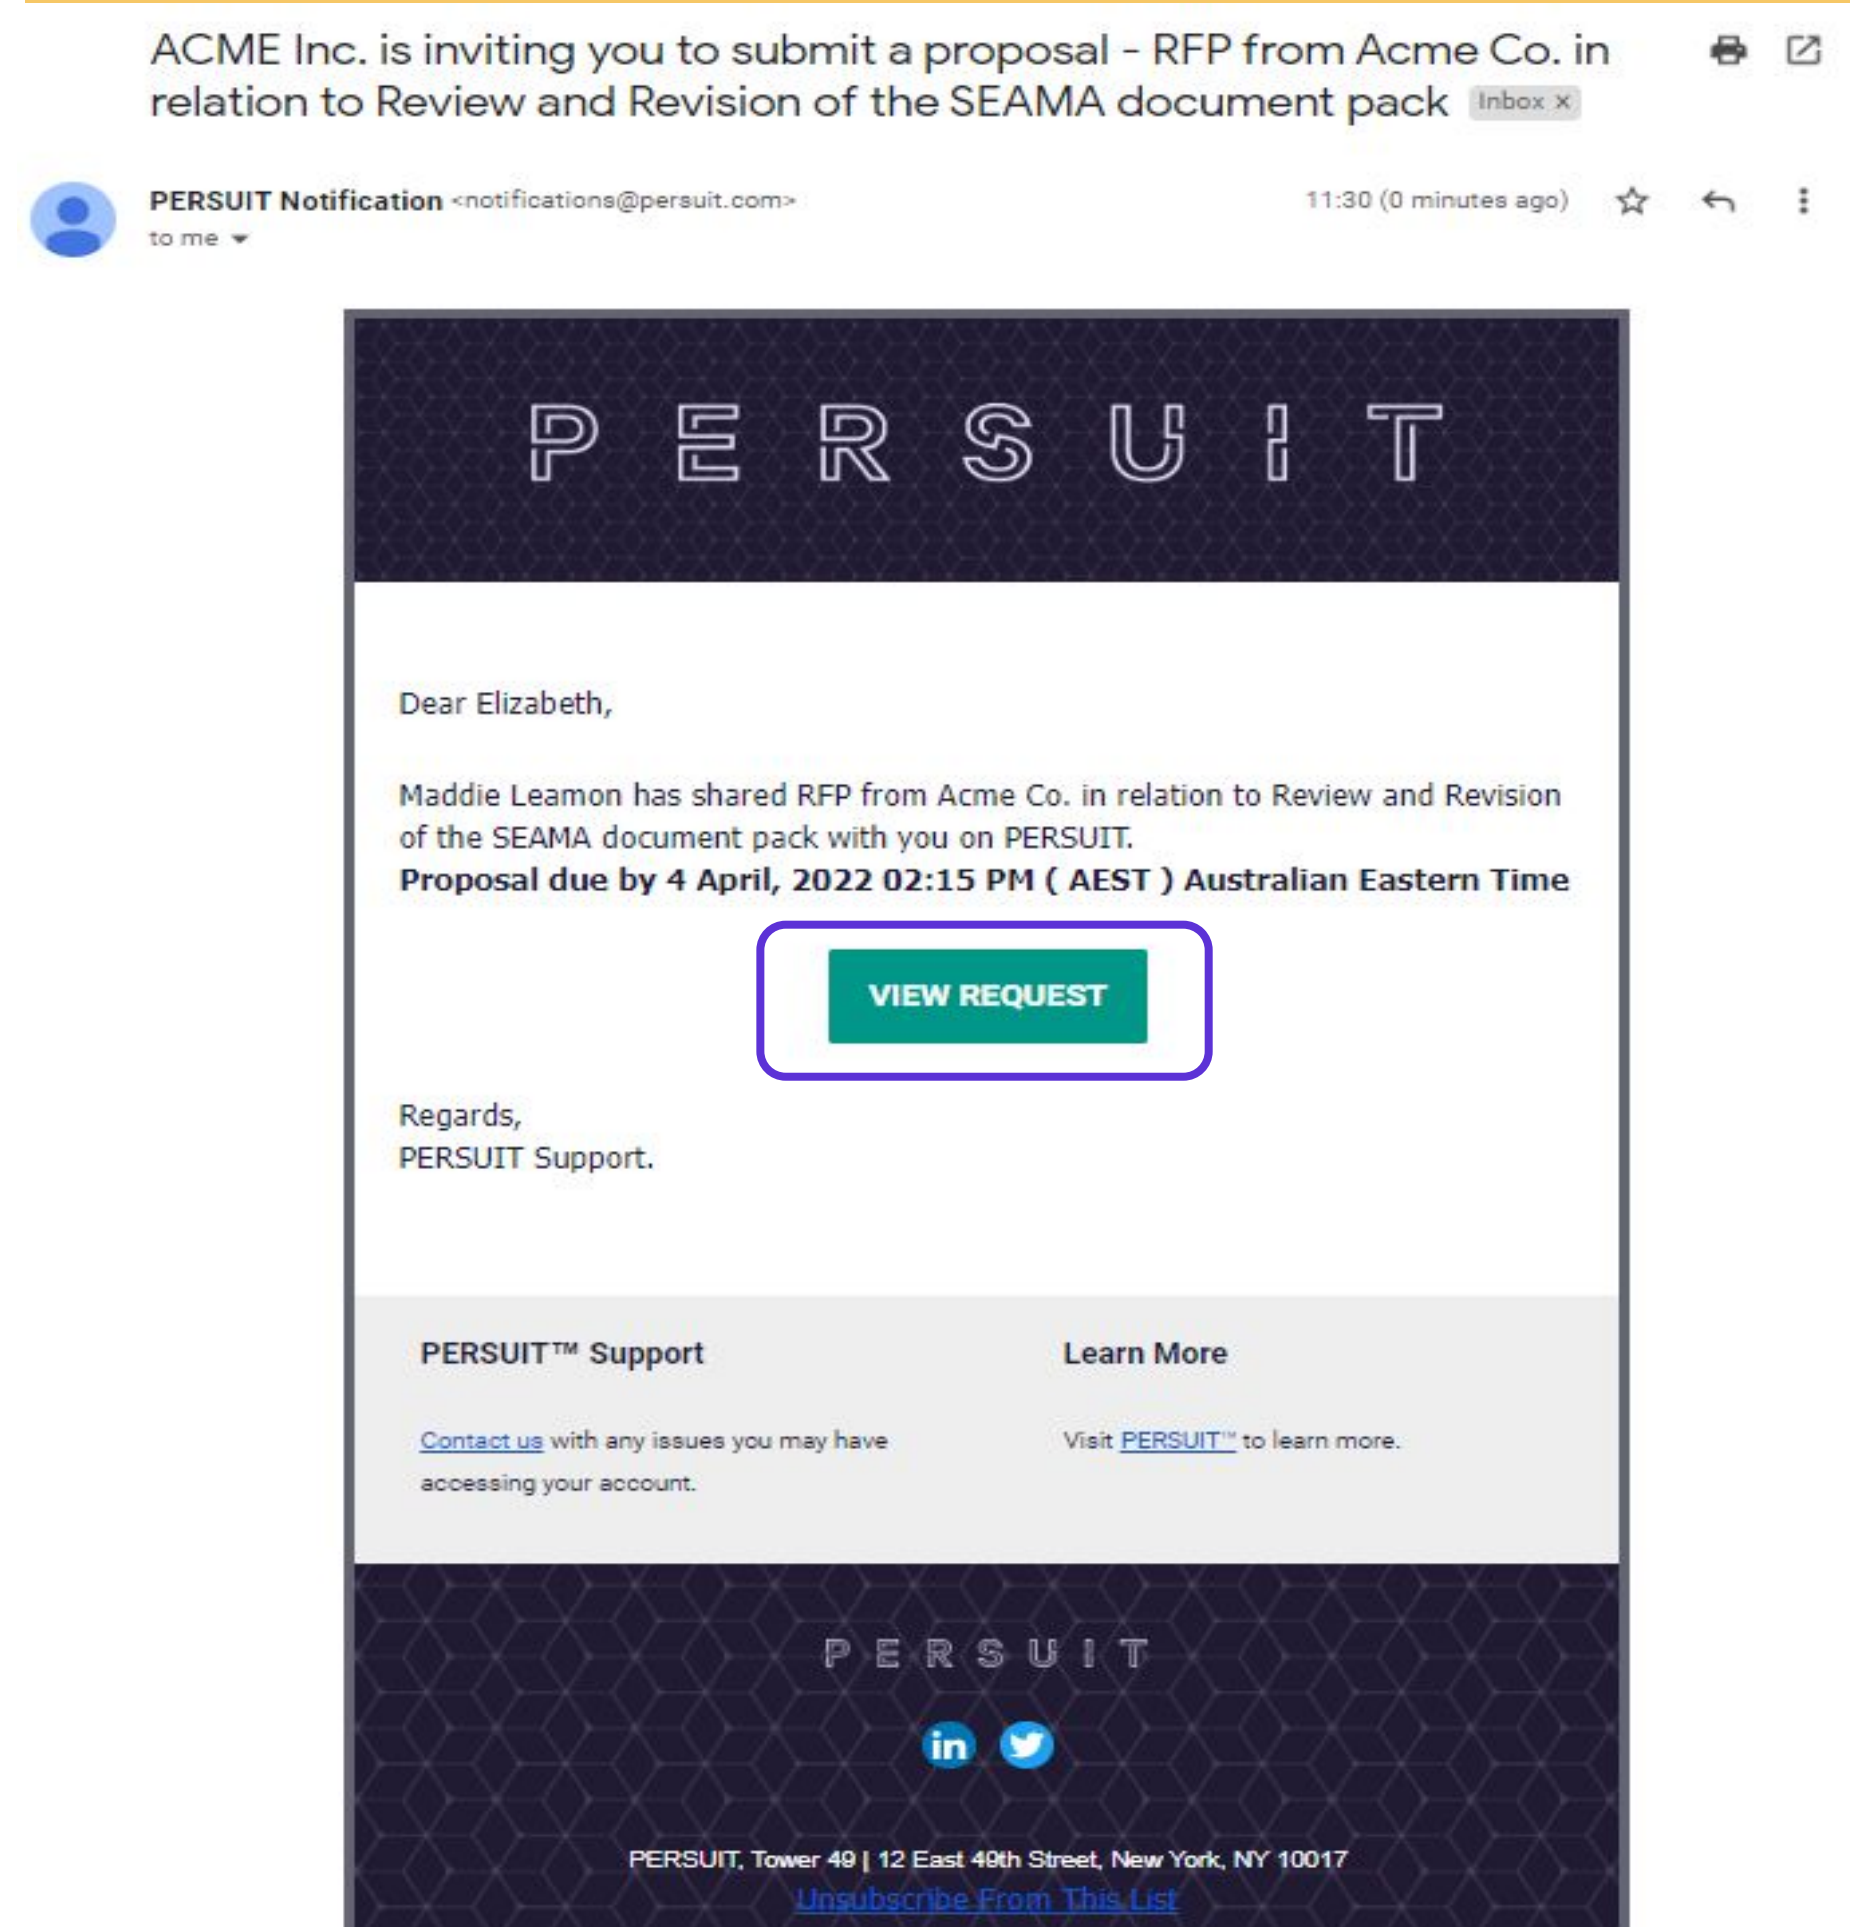 ACME Inc. is inviting you to submit a proposal - RFP from Acme Co. in
relation to Review and Revision of the SEAMA document pack Inbox x
PERSUIT Notification <notifications@persuit.com>
11:30 (0 minutes ago)
to me
PERSUIT
Dear Elizabeth,
Maddie Leamon has shared RFP from Acme Co. in relation to Review and Revision
of the SEAMA document pack with you on PERSUIT.
Proposal due by 4 April, 2022 02:15 PM ( AEST ) Australian Eastern Time
VIEW REQUEST
Regards,
PERSUIT Support.
PERSUIT™ Support
Contact us with any issues you may have
accessing your account.
Learn More
Visit PERSUIT™ to learn more.
PERSUIT
in
PERSUIT, Tower 49 | 12 East 49th Street, New York, NY 10017
Unsubscribe From This List